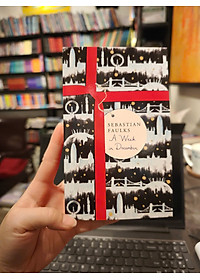 SEBASTIAN
FAULKS
A Week
in December